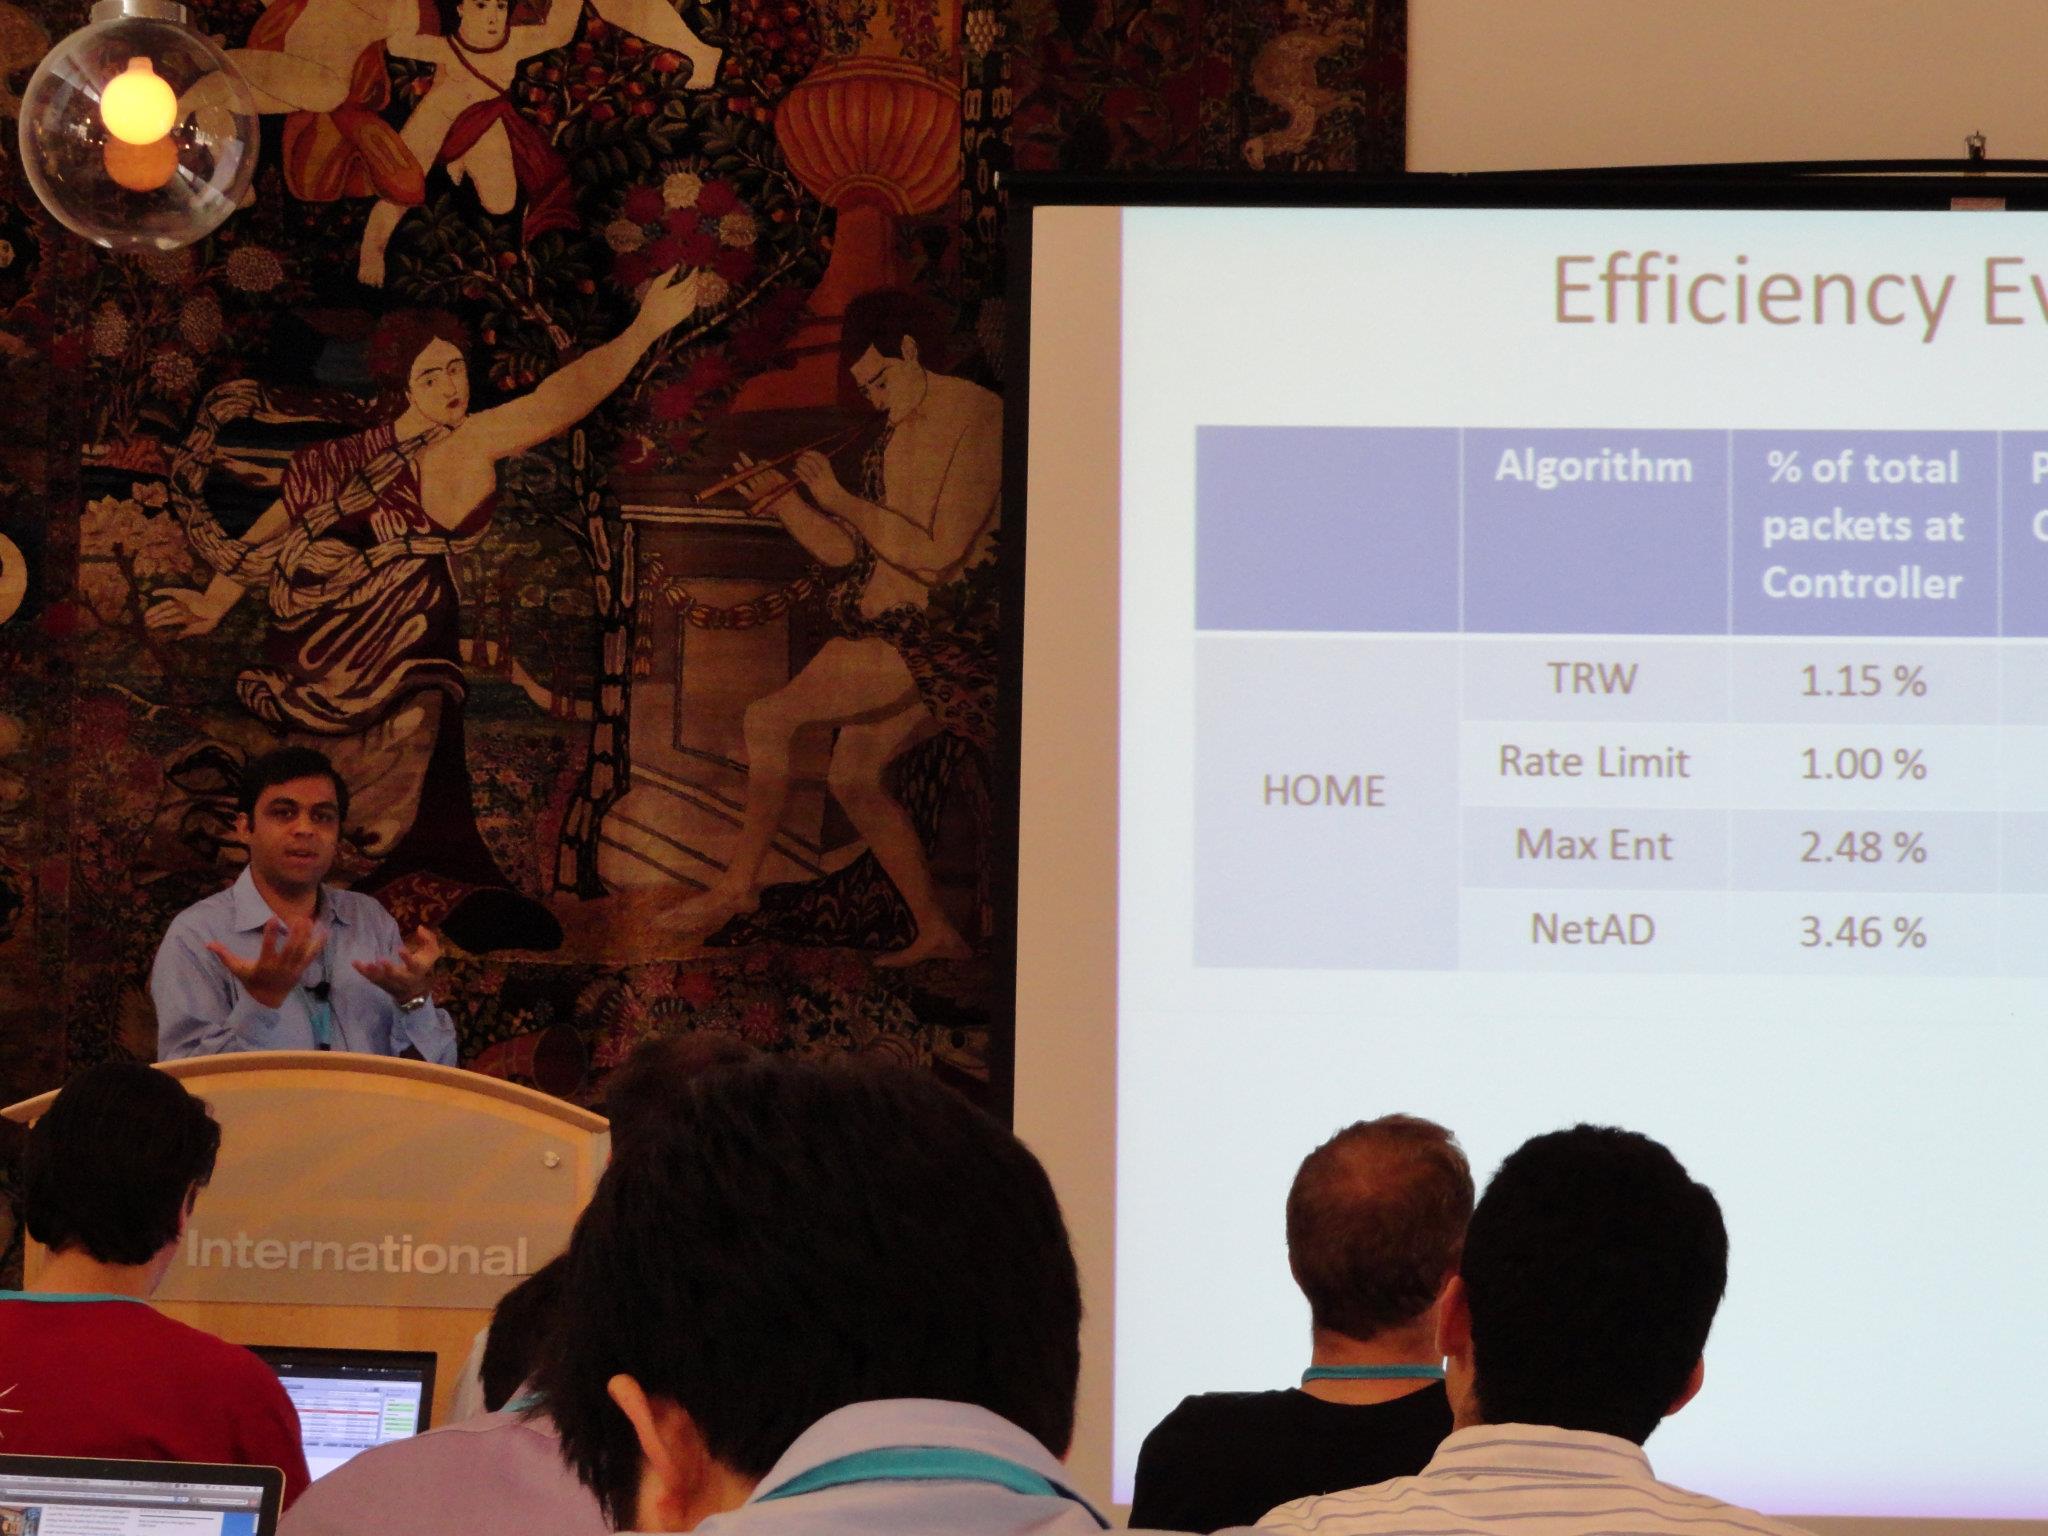 Efficiency
Algorithm
% of total
packets at
Controller
HOME
TRW
1.15 %
Rate Limit
1.00 %
Max Ent
2.48 %
NetAD
3.46 %
International